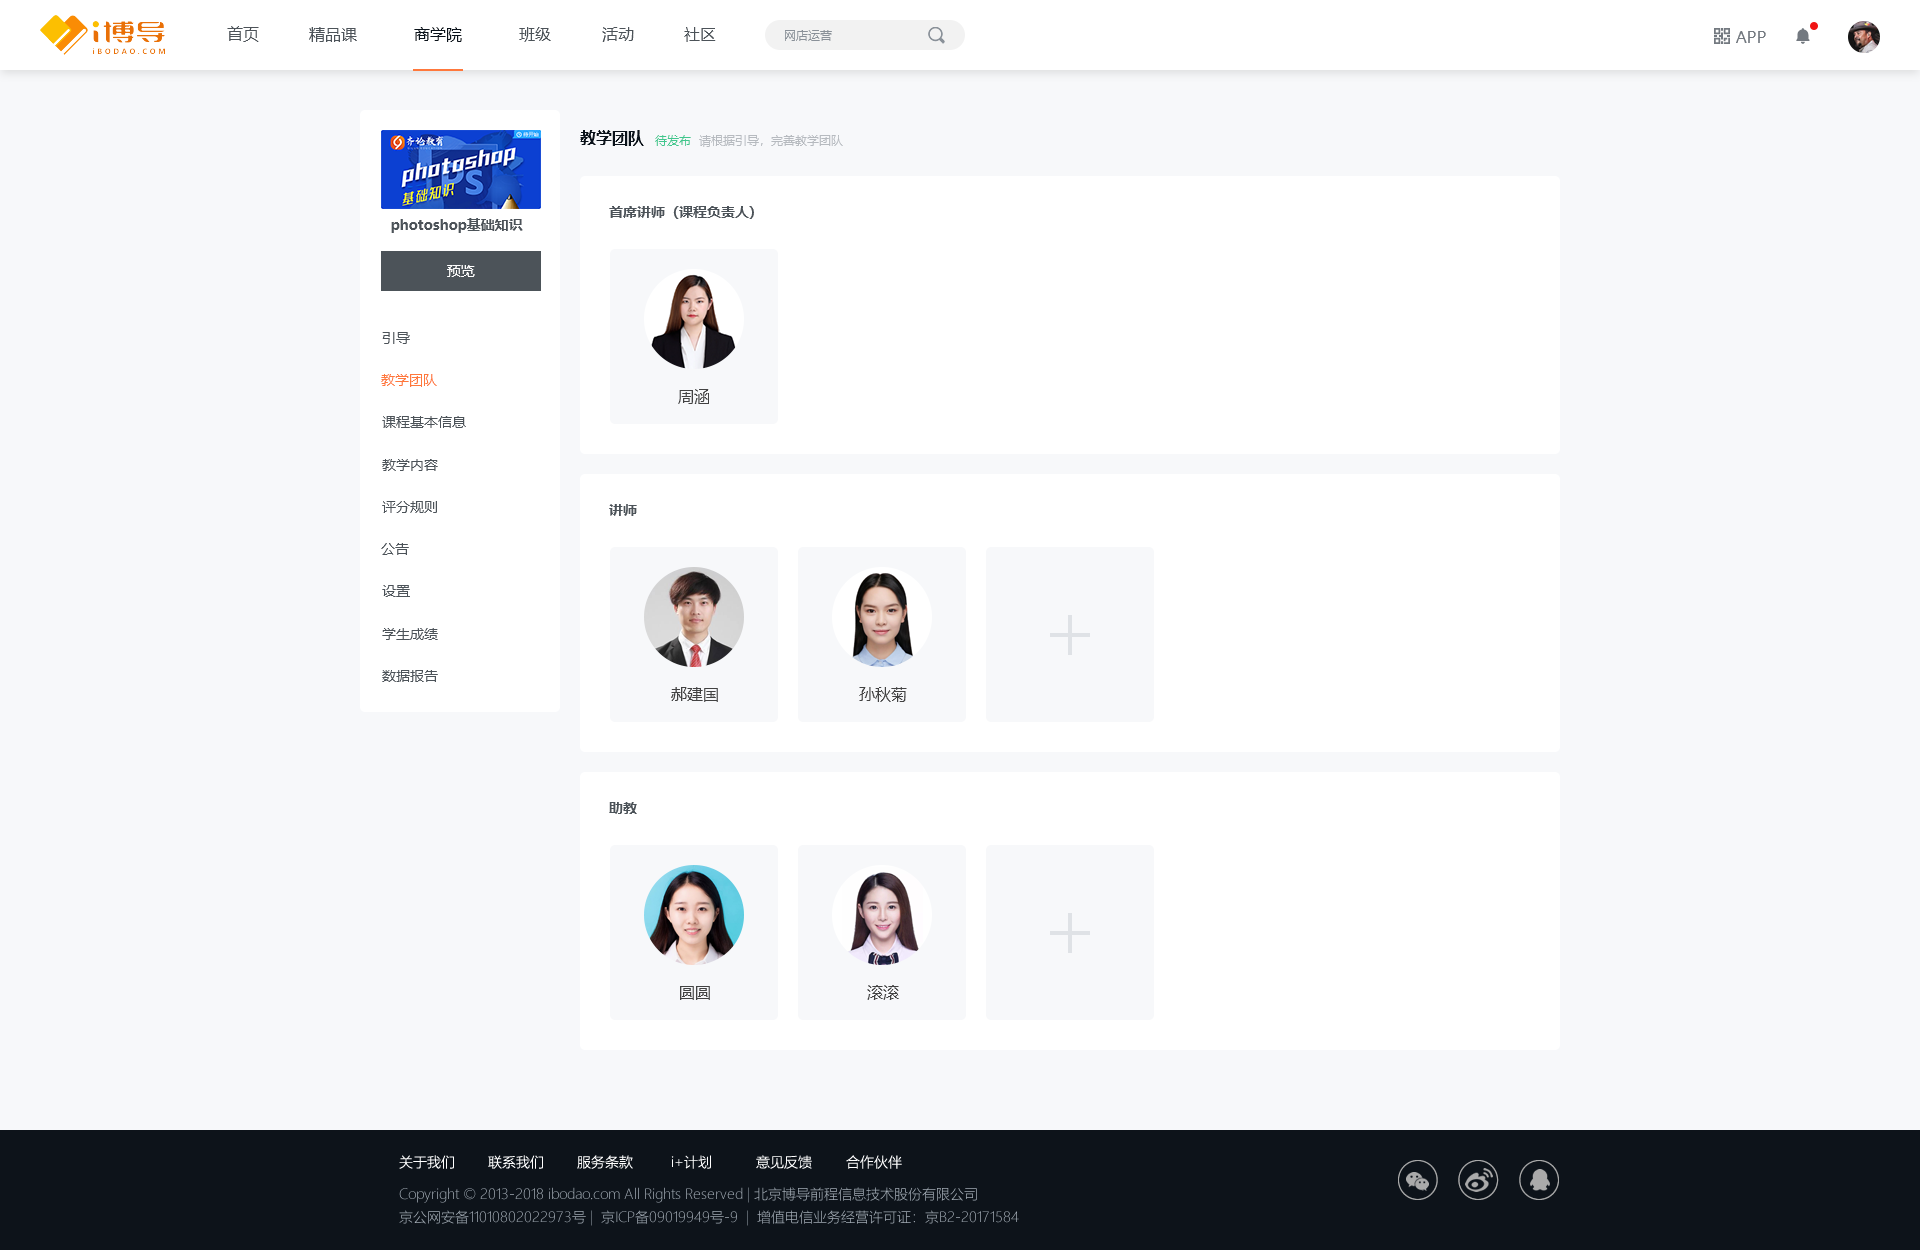 i博导
IBODAO.COM
首页 精品课 商学院 班级 活动 社区 网店运营 APP
齐论教育
photoshop
PS
基础知识
photoshop基础知识
预览
引导
教学团队
课程基本信息
教学内容
评分规则
公告
设置
学生成绩
数据报告
教学团队 待发布 请根据引导，完善教学团队
首席讲师（课程负责人）
周涵
讲师
郝建国 孙秋菊
助教
圆圆 滚滚
关于我们 联系我们 服务条款 i+计划 意见反馈 合作伙伴
Copyright © 2013-2018 ibodao.com All Rights Reserved | 北京博导前程信息技术股份有限公司
京公网安备11010802022973号 | 京ICP备09019949号-9 | 增值电信业务经营许可证：京B2-20171584